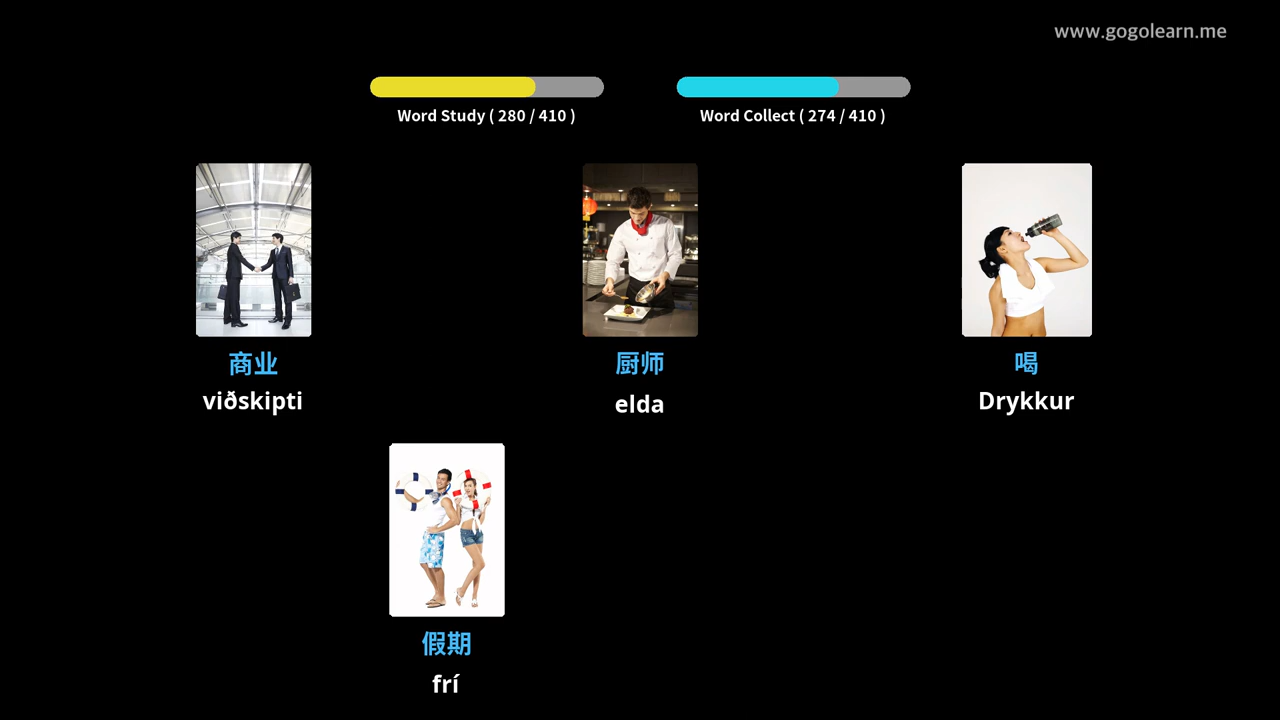 www.gogolearn.me
Word Study ( 280 / 410 )
Word Collect ( 274 / 410 )
商业
viðskipti
厨师
elda
喝
Drykkur
假期
frí